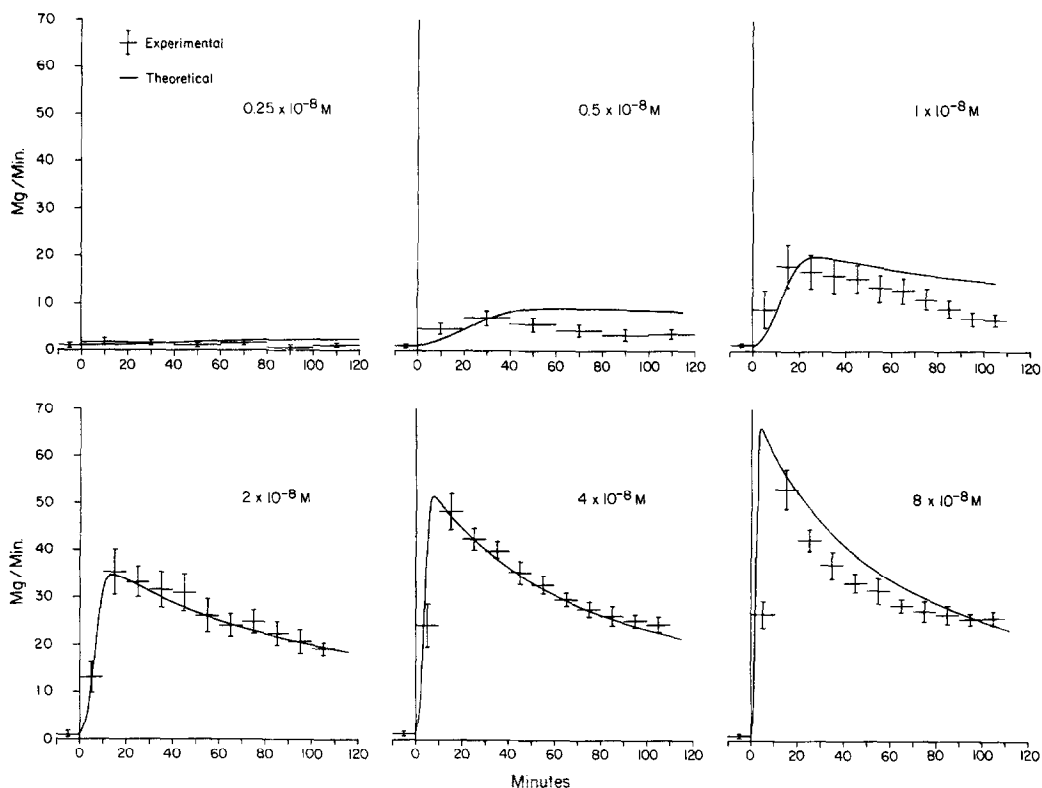 70
60
50
40
30
20
10
0
Mg/Min.
Experimental
Theoretical
0.25 x 10⁻⁸ M
0 20 40 60 80 100 120
0.5 x 10⁻⁸ M
0 20 40 60 80 100 120
1 x 10⁻⁸ M
0 20 40 60 80 100 120
70
60
50
40
30
20
10
0
Mg/Min.
2 x 10⁻⁸ M
0 20 40 60 80 100 120
4 x 10⁻⁸ M
0 20 40 60 80 100 120
8 x 10⁻⁸ M
0 20 40 60 80 100 120
Minutes